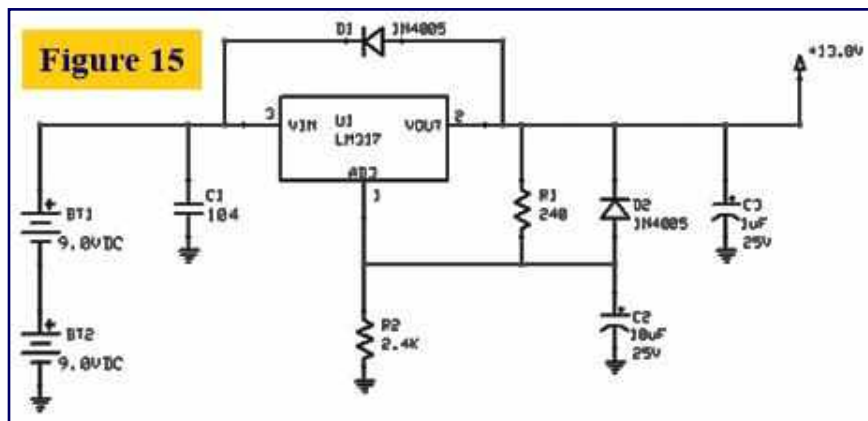 Figure 15
D1
1N4005
+13.8V
3
VIN
U1
LM317
VOUT
2
ADJ
1
C1
104
R1
240
D2
1N4005
C3
1uF
25V
BT1
9.0VDC
BT2
9.0VDC
R2
2.4K
C2
10uF
25V